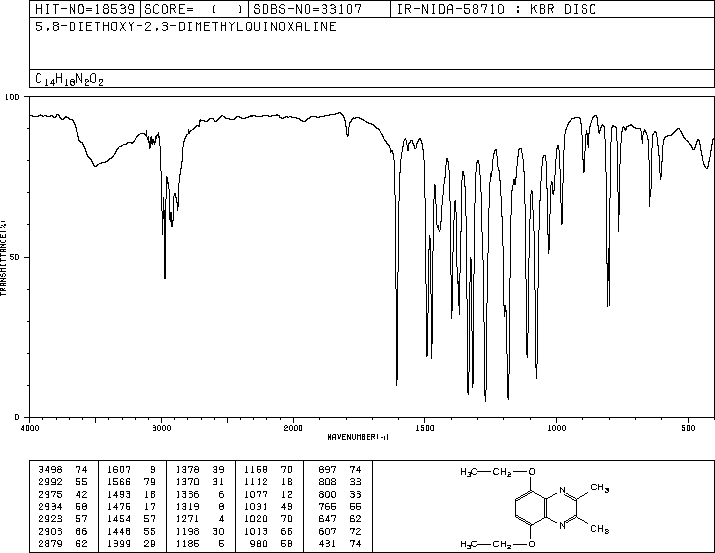 HIT-NO=18539 SCORE= ( ) SDBS-NO=33107 IR-NIDA-58710 : KBR DISC
5,8-DIETHOXY-2,3-DIMETHYLQUINOXALINE
C14H18N2O2
100
50
0
TRANSMITTANCE(%)
4000 3000 2000 1500 1000 500
WAVENUMBER(-1)
3498 74 1607 9 1378 39 1168 70 897 74
2992 55 1566 79 1370 31 1112 18 808 33
2975 42 1493 18 1336 6 1077 12 800 33
2934 58 1475 17 1319 8 1031 49 766 55
2923 57 1454 57 1271 4 1020 70 647 62
2903 66 1448 55 1198 30 1013 66 607 72
2879 62 1399 29 1185 5 980 58 431 74
H3C CH2 O
N CH3
N CH3
H3C CH2 O